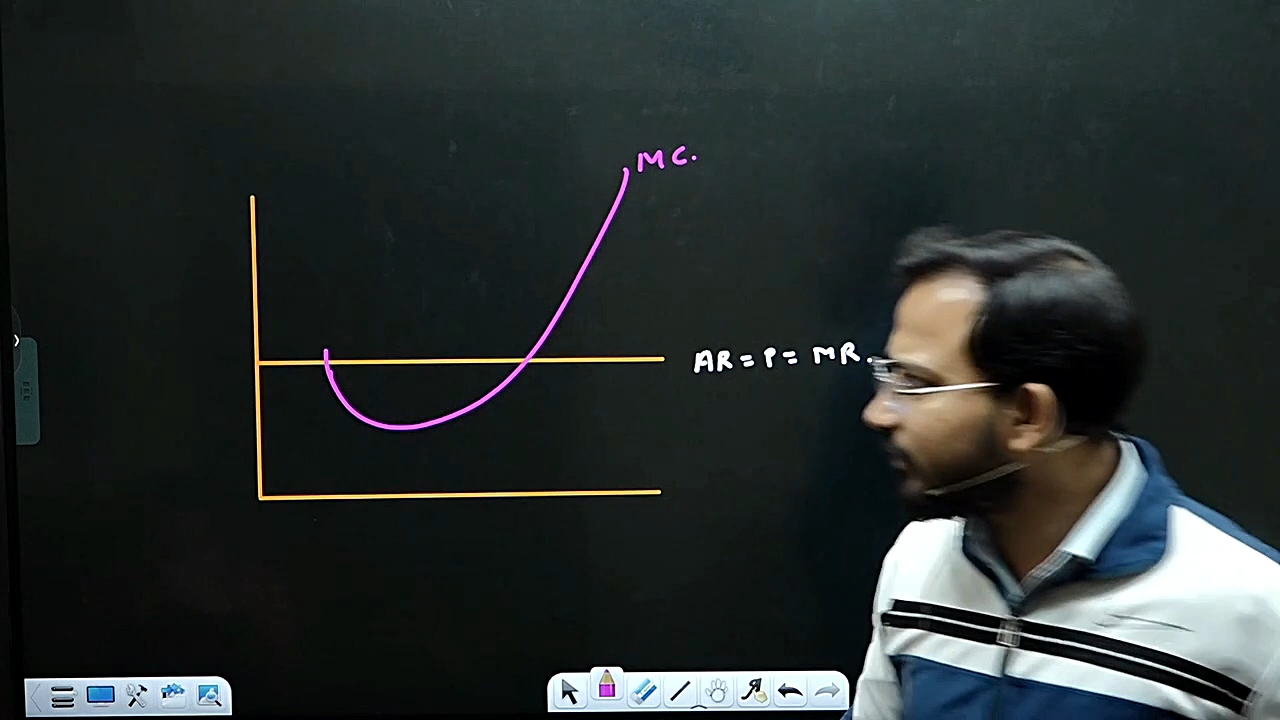 MC.
AR = P = MR.